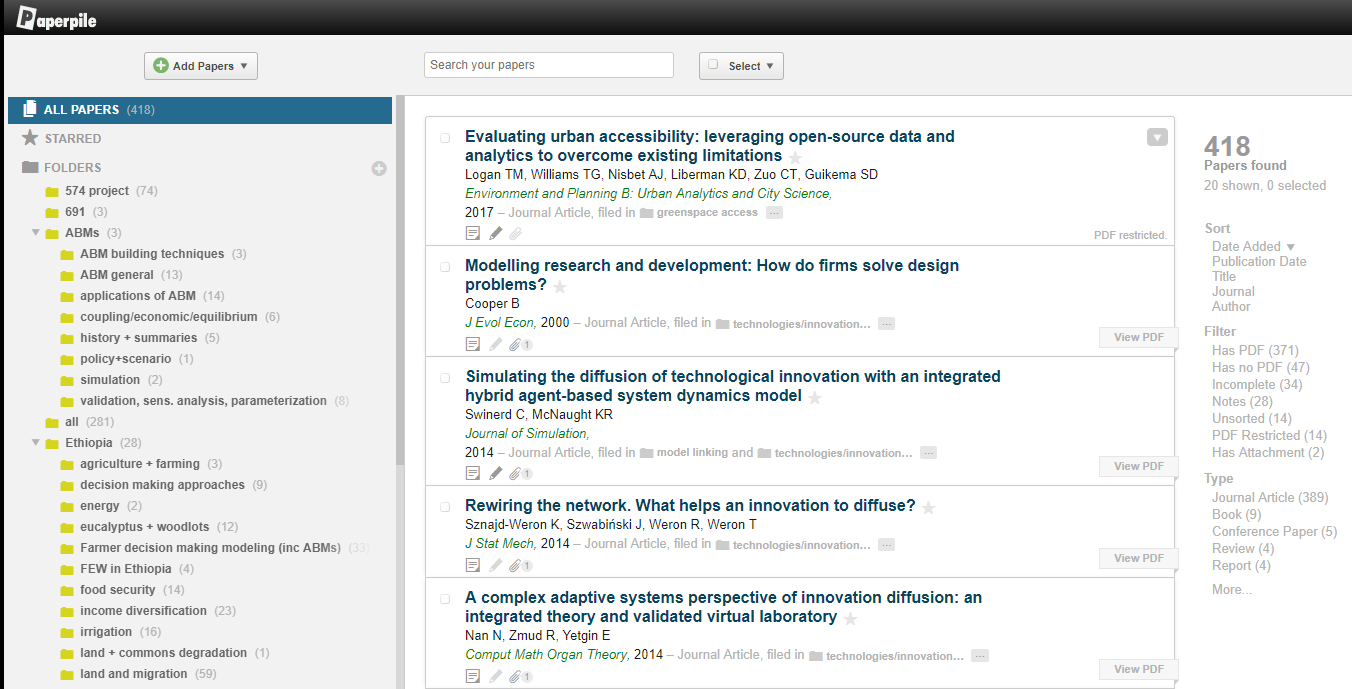 Paperpile
Add Papers
Search your papers
Select
ALL PAPERS (418)
STARRED
FOLDERS
574 project (74)
691 (3)
ABMs (3)
ABM building techniques (3)
ABM general (13)
applications of ABM (14)
coupling/economic/equilibrium (6)
history + summaries (5)
policy+scenario (1)
simulation (2)
validation, sens. analysis, parameterization (8)
all (281)
Ethiopia (28)
agriculture + farming (3)
decision making approaches (9)
energy (2)
eucalyptus + woodlots (12)
Farmer decision making modeling (inc ABMs) (33)
FEW in Ethiopia (4)
food security (14)
income diversification (23)
irrigation (16)
land + commons degradation (1)
land and migration (59)
Evaluating urban accessibility: leveraging open-source data and
analytics to overcome existing limitations
Logan TM, Williams TG, Nisbet AJ, Liberman KD, Zuo CT, Guikema SD
Environment and Planning B: Urban Analytics and City Science,
2017 – Journal Article, filed in greenspace access ...
PDF restricted.
Modelling research and development: How do firms solve design
problems?
Cooper B
J Evol Econ, 2000 – Journal Article, filed in technologies/innovation... ...
1
View PDF
Simulating the diffusion of technological innovation with an integrated
hybrid agent-based system dynamics model
Swinerd C, McNaught KR
Journal of Simulation,
2014 – Journal Article, filed in model linking and technologies/innovation... ...
1
View PDF
Rewiring the network. What helps an innovation to diffuse?
Sznajd-Weron K, Szwabiński J, Weron R, Weron T
J Stat Mech, 2014 – Journal Article, filed in technologies/innovation... ...
1
View PDF
A complex adaptive systems perspective of innovation diffusion: an
integrated theory and validated virtual laboratory
Nan N, Zmud R, Yetgin E
Comput Math Organ Theory, 2014 – Journal Article, filed in technologies/innovation... ...
1
View PDF
418
Papers found
20 shown, 0 selected
Sort
Date Added
Publication Date
Title
Journal
Author
Filter
Has PDF (371)
Has no PDF (47)
Incomplete (34)
Notes (28)
Unsorted (14)
PDF Restricted (14)
Has Attachment (2)
Type
Journal Article (389)
Book (9)
Conference Paper (5)
Review (4)
Report (4)
More...